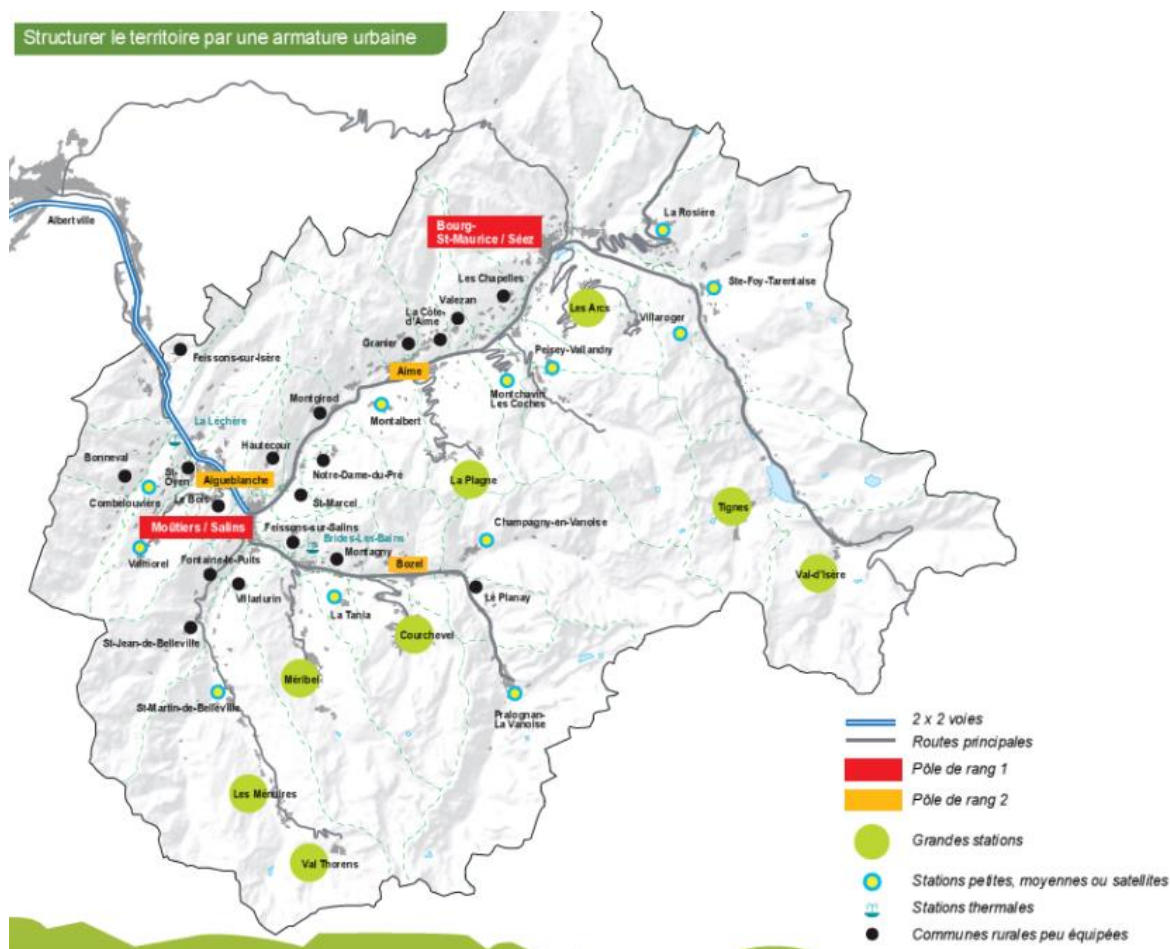 Structurer le territoire par une armature urbaine
Albertville
Bourg-
St-Maurice / Séez
La Rosière
Les Chapelles
Ste-Foy-Tarentaise
Valezan
La Côte-
d'Aime
Les Arcs
Villaroger
Granier
Feissons-sur-Isère
Peisey-Vallandry
Aime
Montchavin
Les Coches
Montgirod
Montalbert
La Léchère
Hautecour
Bonneval
St-
Oyen
Aigueblanche
Notre-Dame-du-Pré
La Plagne
Combelouvière
Le Bois
St-Marcel
Tignes
Moûtiers / Salins
Feissons-sur-Salins
Champagny-en-Vanoise
Brides-Les-Bains
Valmorel
Fontaine-le-Puits
Montagny
Bozel
Val-d'Isère
Villarlurin
La Tania
Le Planay
St-Jean-de-Belleville
Courchevel
Méribel
St-Martin-de-Belleville
Pralognan-
La Vanoise
Les Ménuires
Val Thorens
2 x 2 voies
Routes principales
Pôle de rang 1
Pôle de rang 2
Grandes stations
Stations petites, moyennes ou satellites
Stations thermales
Communes rurales peu équipées